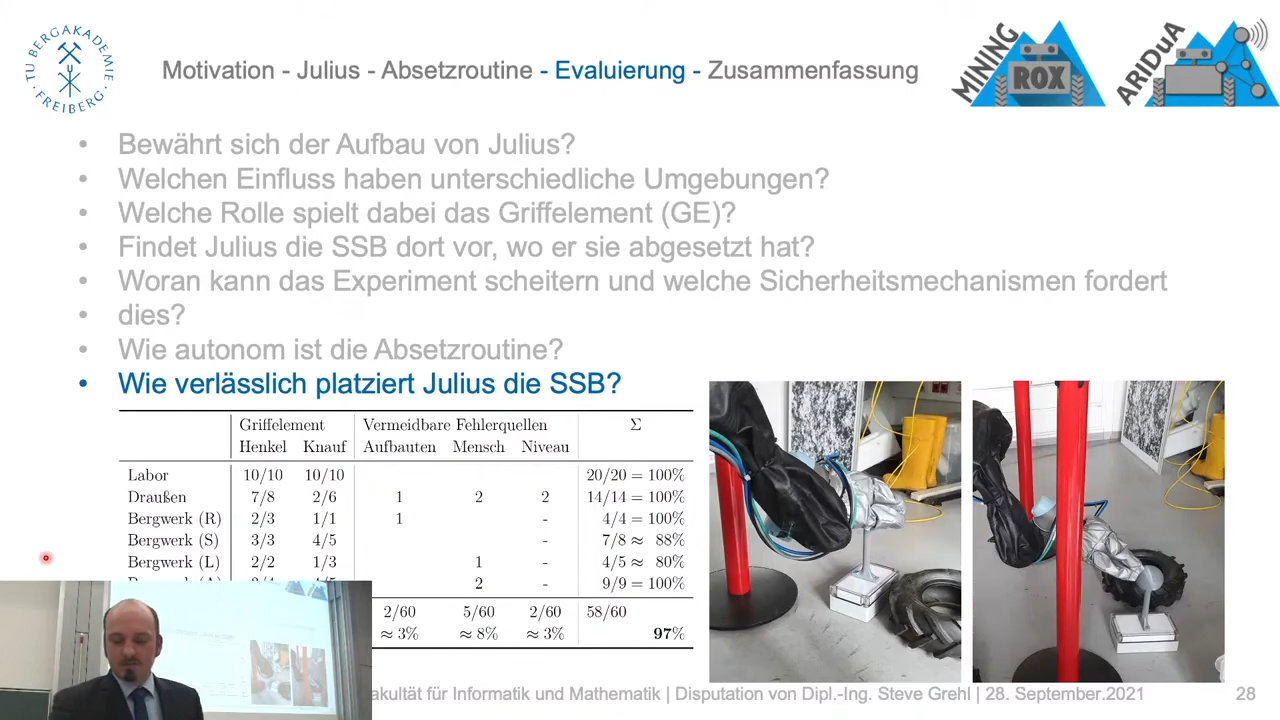 TU BERGAKADEMIE
FREIBERG
Motivation - Julius - Absetzroutine - Evaluierung - Zusammenfassung
MINING
ROX
ARIDuA
• Bewährt sich der Aufbau von Julius?
• Welchen Einfluss haben unterschiedliche Umgebungen?
• Welche Rolle spielt dabei das Griffelement (GE)?
• Findet Julius die SSB dort vor, wo er sie abgesetzt hat?
• Woran kann das Experiment scheitern und welche Sicherheitsmechanismen fordert
• dies?
• Wie autonom ist die Absetzroutine?
• Wie verlässlich platziert Julius die SSB?
Griffelement Vermeidbare Fehlerquellen Σ
Henkel Knauf Aufbauten Mensch Niveau
Labor 10/10 10/10 20/20 = 100%
Draußen 7/8 2/6 1 2 2 14/14 = 100%
Bergwerk (R) 2/3 1/1 1 - 4/4 = 100%
Bergwerk (S) 3/3 4/5 - 7/8 ≈ 88%
Bergwerk (L) 2/2 1/3 1 - 4/5 ≈ 80%
2 - 9/9 = 100%
2/60 5/60 2/60 58/60
≈ 3% ≈ 8% ≈ 3% 97%
akultät für Informatik und Mathematik | Disputation von Dipl.-Ing. Steve Grehl | 28. September.2021
28